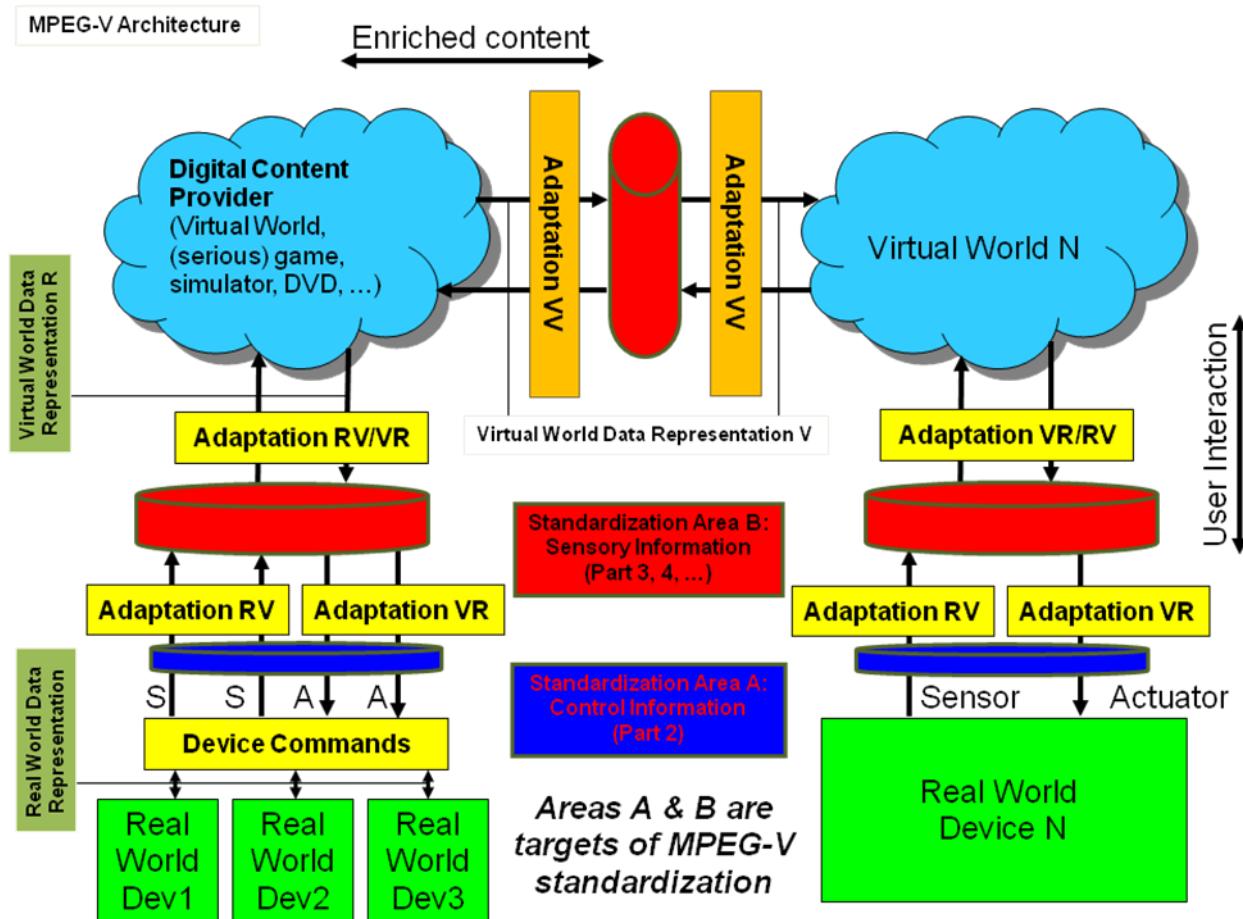 MPEG-V Architecture
Enriched content
Digital Content
Provider
(Virtual World,
(serious) game,
simulator, DVD, …)
Adaptation VV
Adaptation VV
Virtual World N
Virtual World Data
Representation R
User Interaction
Adaptation RV/VR
Virtual World Data Representation V
Adaptation VR/RV
Standardization Area B:
Sensory Information
(Part 3, 4, …)
Adaptation RV
Adaptation VR
Adaptation RV
Adaptation VR
Real World Data
Representation
S
S
A
A
Standardization Area A:
Control Information
(Part 2)
Sensor
Actuator
Device Commands
Real
World
Dev1
Real
World
Dev2
Real
World
Dev3
Areas A & B are
targets of MPEG-V
standardization
Real World
Device N